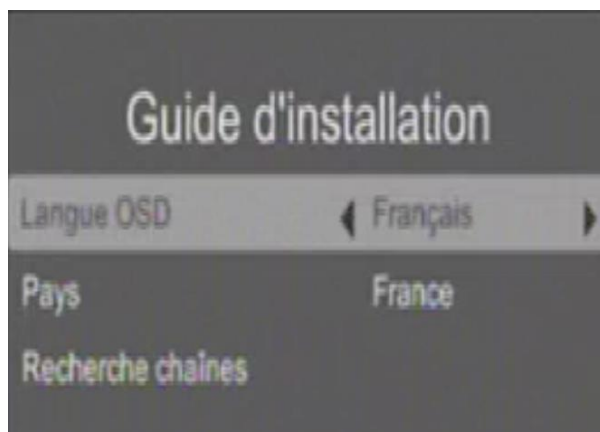 Guide d'installation
Langue OSD Français
Pays France
Recherche chaînes